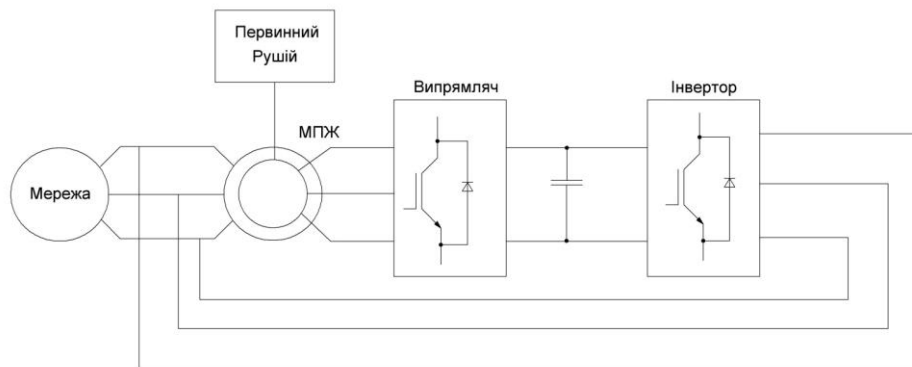 Первинний
Рушій
Випрямляч
Інвертор
МПЖ
Мережа